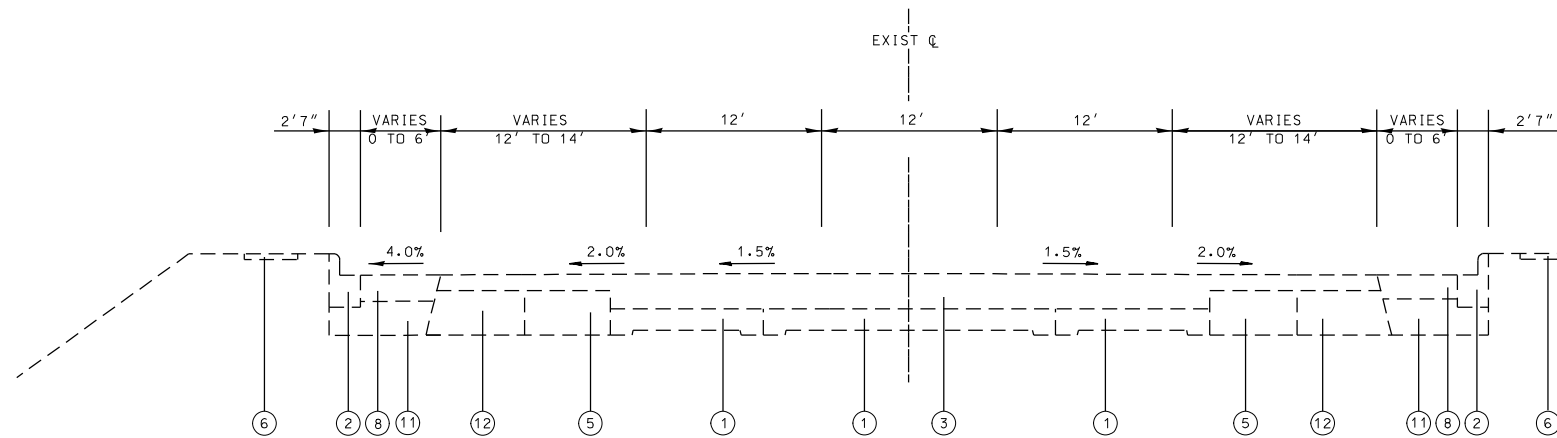 EXIST ℄
2'7" VARIES VARIES 12' 12' 12' VARIES VARIES 2'7"
0 TO 6' 12' TO 14' 12' TO 14' 0 TO 6'
4.0% 2.0% 1.5% 1.5% 2.0%
6 2 8 11 12 5 1 1 3 1 5 12 11 8 2 6